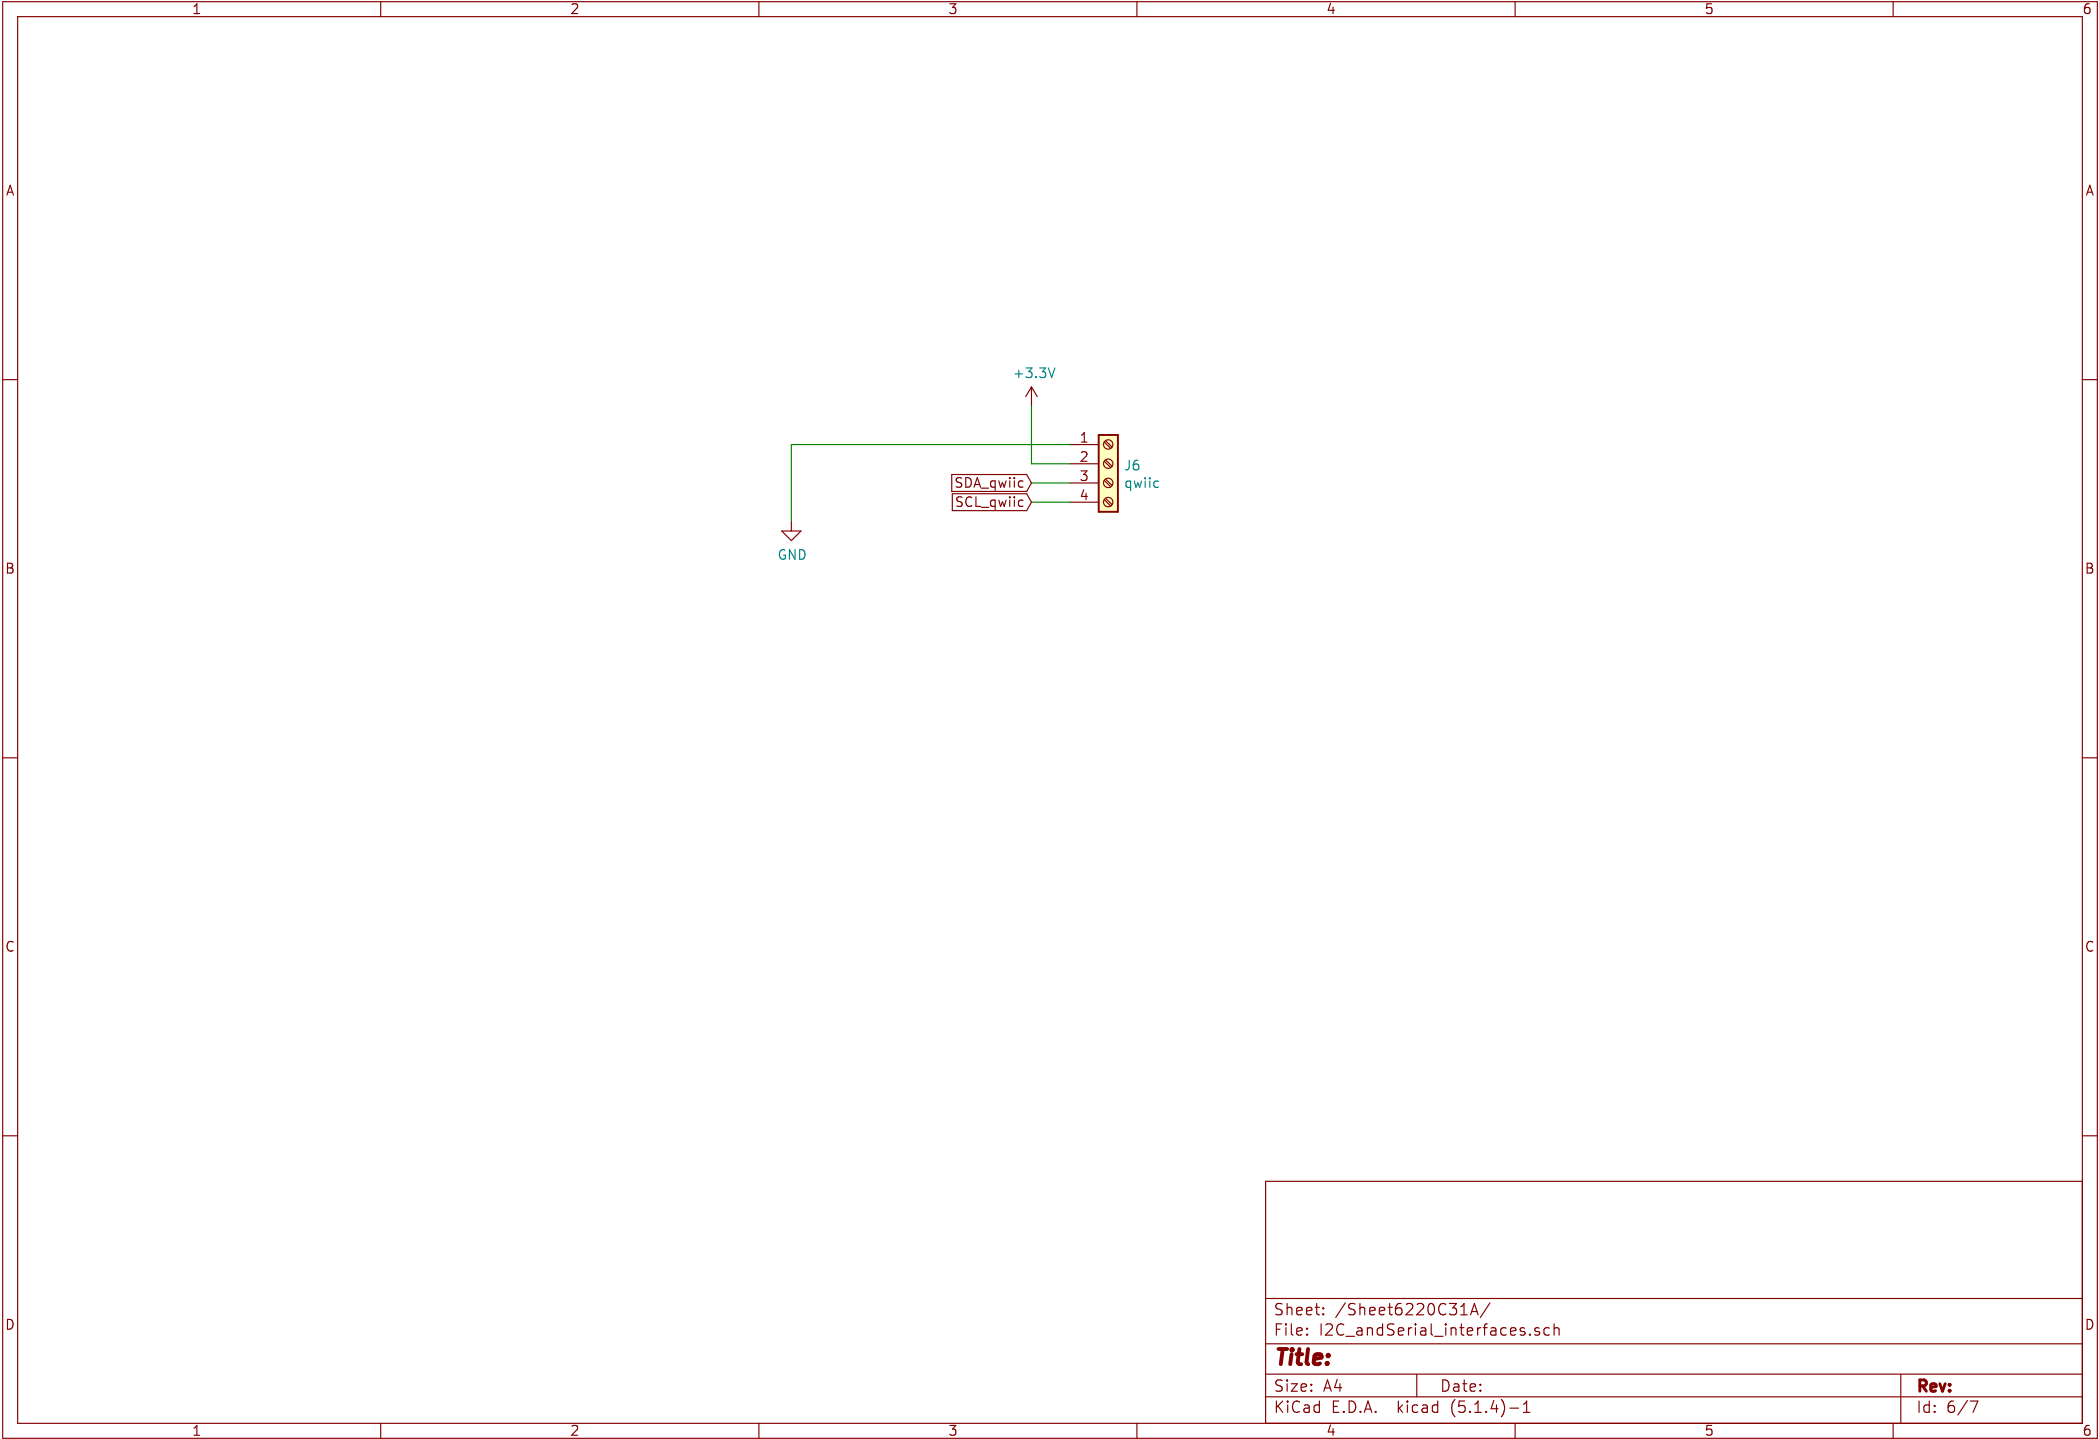 1 2 3 4 5 6
A A
+3.3V
1
2
J6
3
SDA_qwiic
qwiic
4
SCL_qwiic
GND
B B
C C
Sheet: /Sheet6220C31A/
D D
File: I2C_andSerial_interfaces.sch
Title:
Size: A4 Date: Rev:
KiCad E.D.A. kicad (5.1.4)-1 Id: 6/7
1 2 3 4 5 6